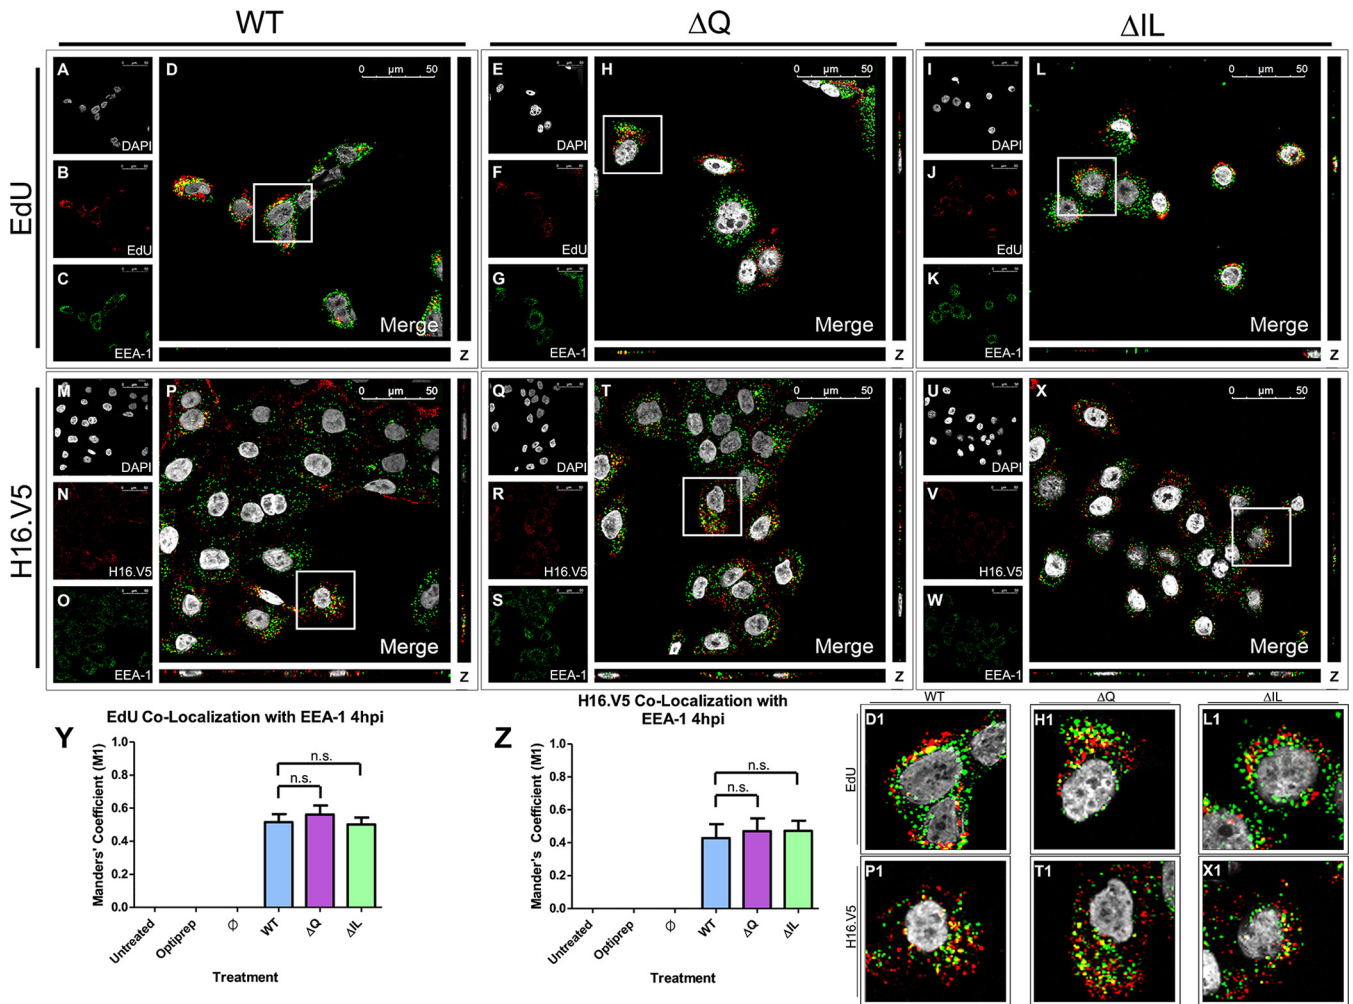 WT
ΔQ
ΔIL
EdU
A
DAPI
B
EdU
C
EEA-1
D
0 µm 50
Merge
Z
E
DAPI
F
EdU
G
EEA-1
H
0 µm 50
Merge
Z
I
DAPI
J
EdU
K
EEA-1
L
0 µm 50
Merge
Z
H16.V5
M
DAPI
N
H16.V5
O
EEA-1
P
0 µm 50
Merge
Z
Q
DAPI
R
H16.V5
S
EEA-1
T
0 µm 50
Merge
Z
U
DAPI
V
H16.V5
W
EEA-1
X
0 µm 50
Merge
Z
Y
EdU Co-Localization with EEA-1 4hpi
Manders' Coefficient (M1)
1.0
0.8
0.6
0.4
0.2
0.0
n.s.
n.s.
Untreated
Optiprep
∅
WT
ΔQ
ΔIL
Treatment
Z
H16.V5 Co-Localization with
EEA-1 4hpi
Mander's Coefficient (M1)
1.0
0.8
0.6
0.4
0.2
0.0
n.s.
n.s.
Untreated
Optiprep
∅
WT
ΔQ
ΔIL
Treatment
WT
ΔQ
ΔIL
EdU
D1
H1
L1
H16.V5
P1
T1
X1